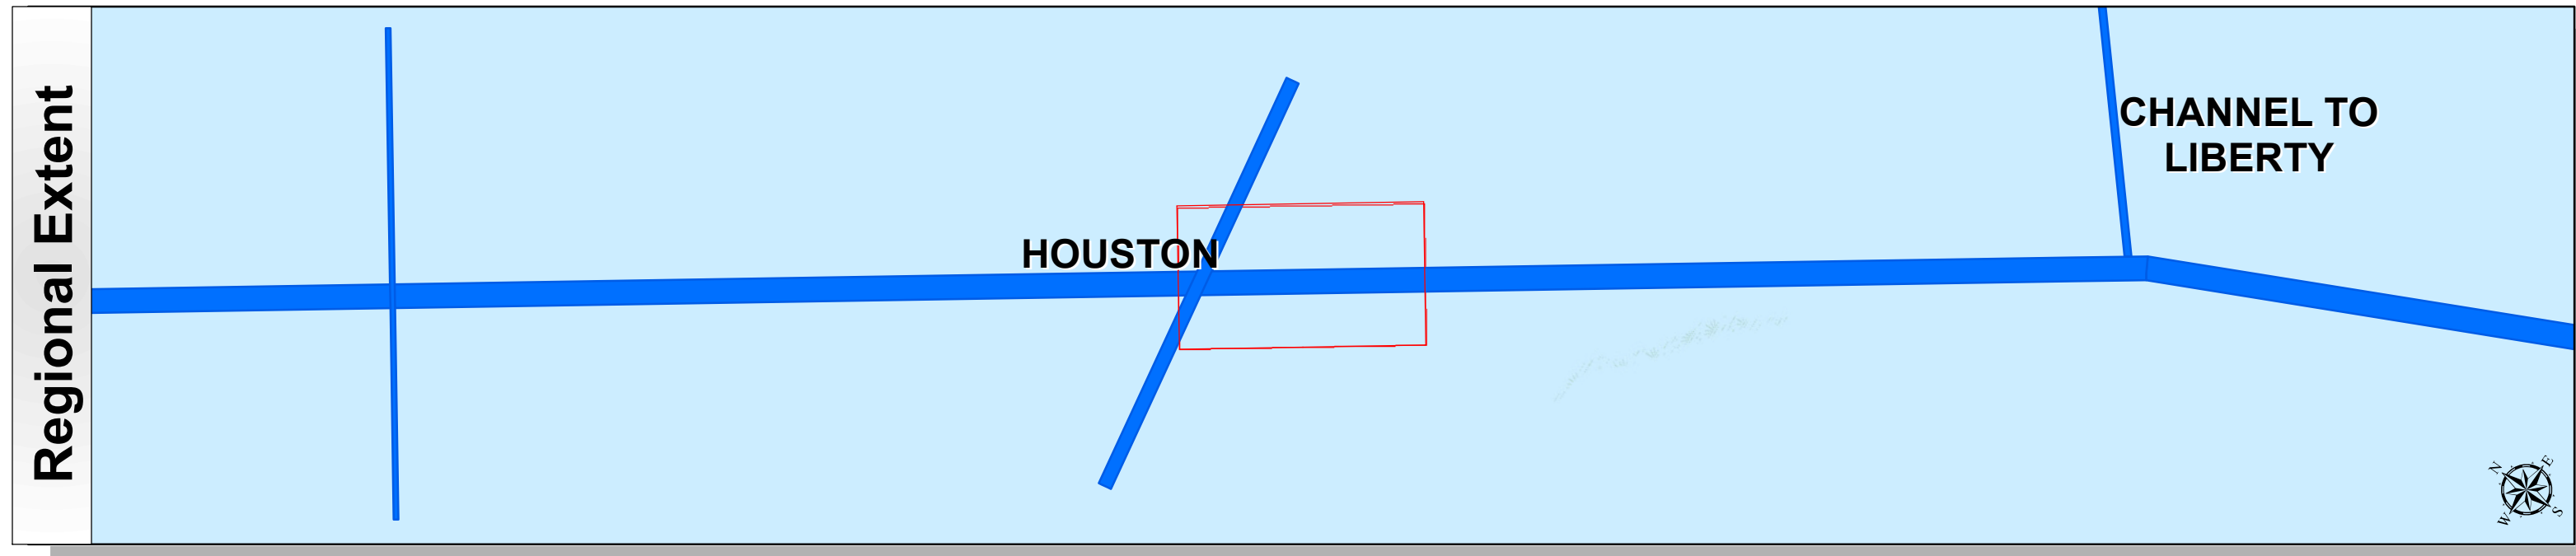 Regional Extent
HOUSTON
CHANNEL TO
LIBERTY
N
E
W
S